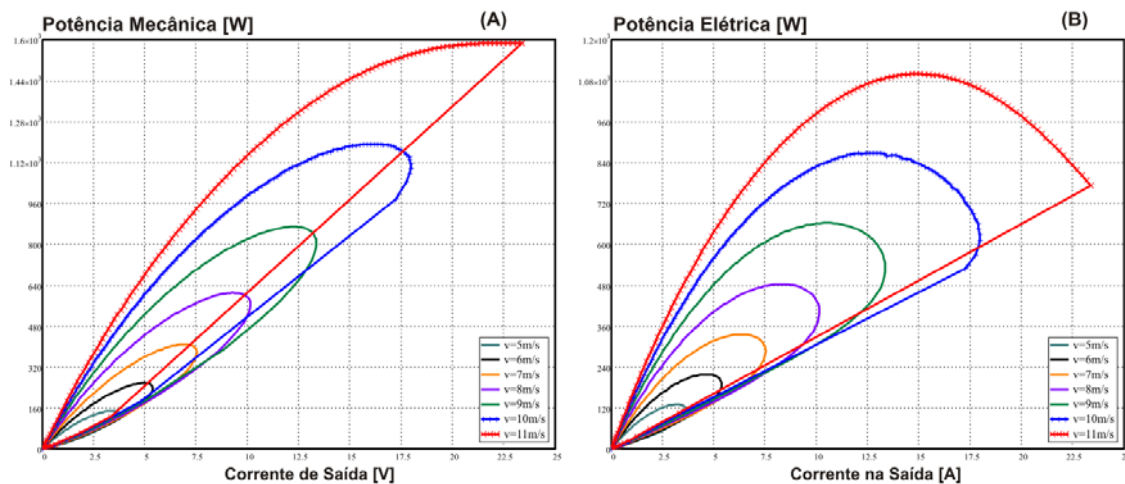 Potência Mecânica [W]
(A)
1.6×10³
1.44×10³
1.28×10³
1.12×10³
960
800
640
480
320
160
0
0
2.5
5
7.5
10
12.5
15
17.5
20
22.5
25
Corrente de Saída [V]
v=5m/s
v=6m/s
v=7m/s
v=8m/s
v=9m/s
v=10m/s
v=11m/s
Potência Elétrica [W]
(B)
1.2×10³
1.08×10³
960
840
720
600
480
360
240
120
0
0
2.5
5
7.5
10
12.5
15
17.5
20
22.5
25
Corrente na Saída [A]
v=5m/s
v=6m/s
v=7m/s
v=8m/s
v=9m/s
v=10m/s
v=11m/s